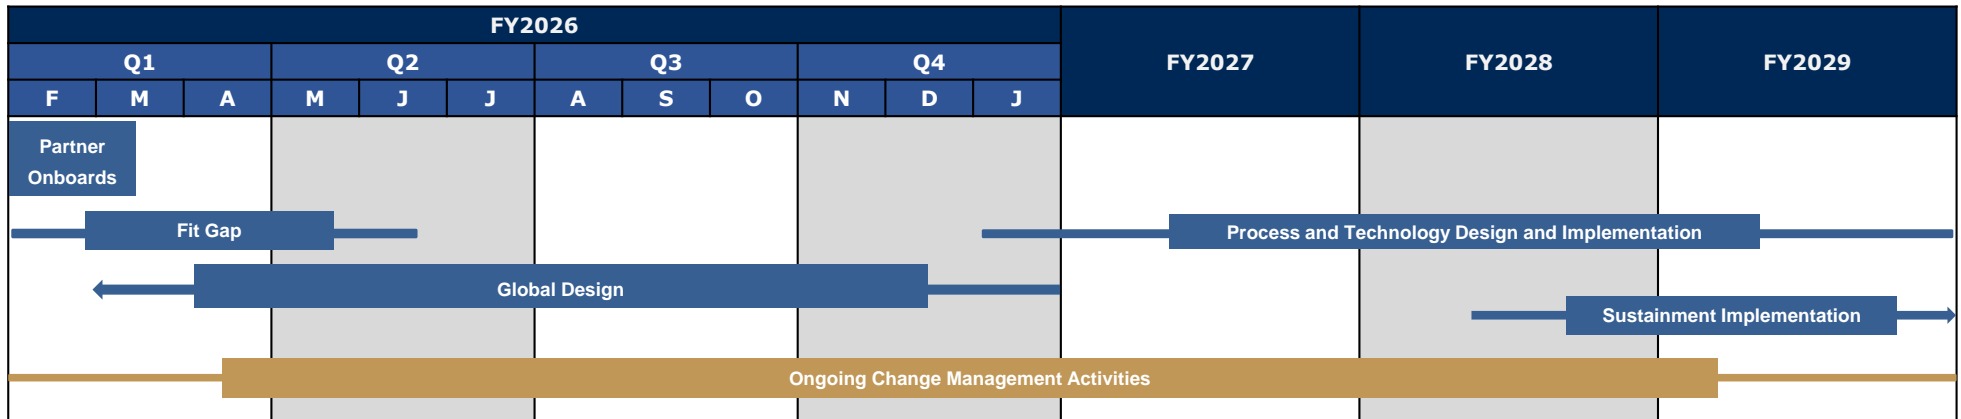 FY2026
FY2027
FY2028
FY2029
Q1
Q2
Q3
Q4
F
M
A
M
J
J
A
S
O
N
D
J
Partner
Onboards
Fit Gap
Process and Technology Design and Implementation
Global Design
Sustainment Implementation
Ongoing Change Management Activities